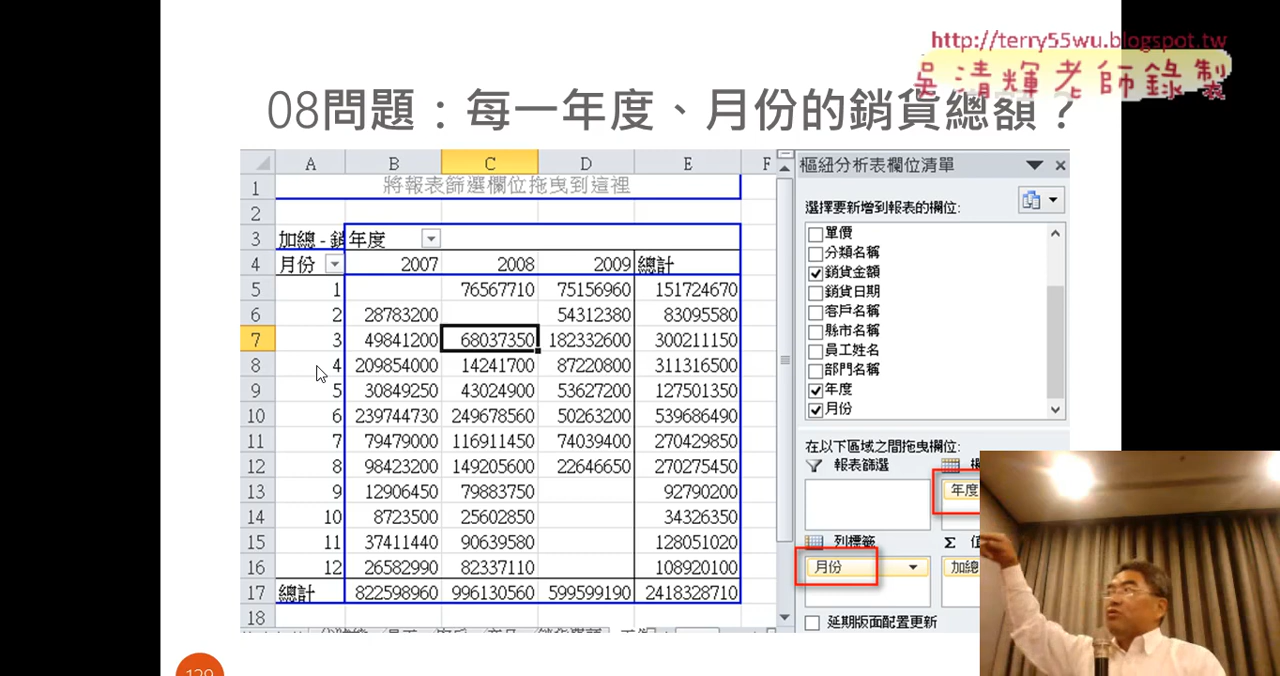 http://terry55wu.blogspot.tw
吳清輝老師錄製
08問題：每一年度、月份的銷貨總額？
A B C D E F
1 將報表篩選欄位拖曳到這裡
2
3 加總 - 銷 年度
4 月份 2007 2008 2009 總計
5 1 76567710 75156960 151724670
6 2 28783200 54312380 83095580
7 3 49841200 68037350 182332600 300211150
8 4 209854000 14241700 87220800 311316500
9 5 30849250 43024900 53627200 127501350
10 6 239744730 249678560 50263200 539686490
11 7 79479000 116911450 74039400 270429850
12 8 98423200 149205600 22646650 270275450
13 9 12906450 79883750 92790200
14 10 8723500 25602850 34326350
15 11 37411440 90639580 128051020
16 12 26582990 82337110 108920100
17 總計 822598960 996130560 599599190 2418328710
18
樞紐分析表欄位清單
選擇要新增到報表的欄位:
單價
分類名稱
銷貨金額
銷貨日期
客戶名稱
縣市名稱
員工姓名
部門名稱
年度
月份
在以下區域之間拖曳欄位:
報表篩選
年度
列標籤 Σ 值
月份 加總
延期版面配置更新